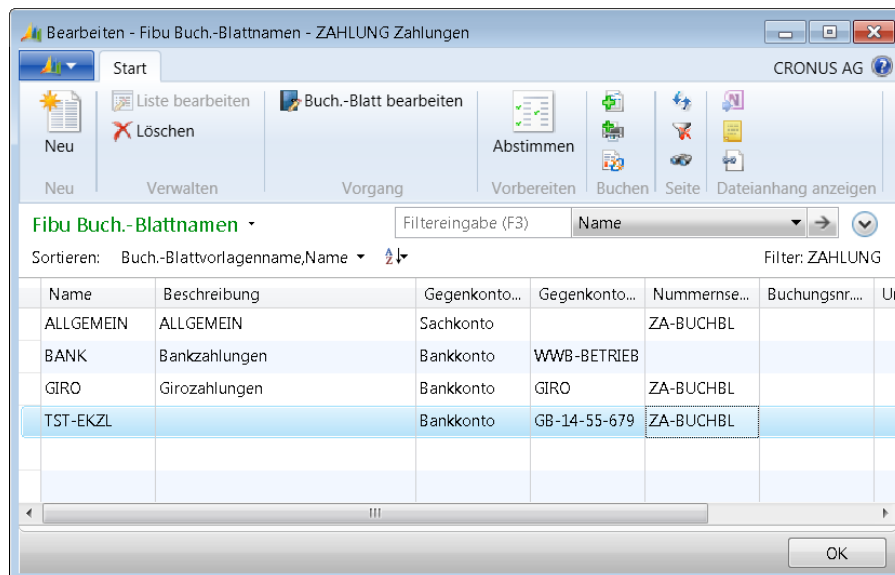 Bearbeiten - Fibu Buch.-Blattnamen - ZAHLUNG Zahlungen
Start
CRONUS AG
Neu
Liste bearbeiten
Löschen
Buch.-Blatt bearbeiten
Abstimmen
Neu Verwalten Vorgang Vorbereiten Buchen Seite Dateianhang anzeigen
Fibu Buch.-Blattnamen
Filtereingabe (F3) Name
Sortieren: Buch.-Blattvorlagenname,Name Filter: ZAHLUNG
Name Beschreibung Gegenkonto... Gegenkonto... Nummernse... Buchungsnr.... Ur
ALLGEMEIN ALLGEMEIN Sachkonto ZA-BUCHBL
BANK Bankzahlungen Bankkonto WWB-BETRIEB
GIRO Girozahlungen Bankkonto GIRO ZA-BUCHBL
TST-EKZL Bankkonto GB-14-55-679 ZA-BUCHBL
OK